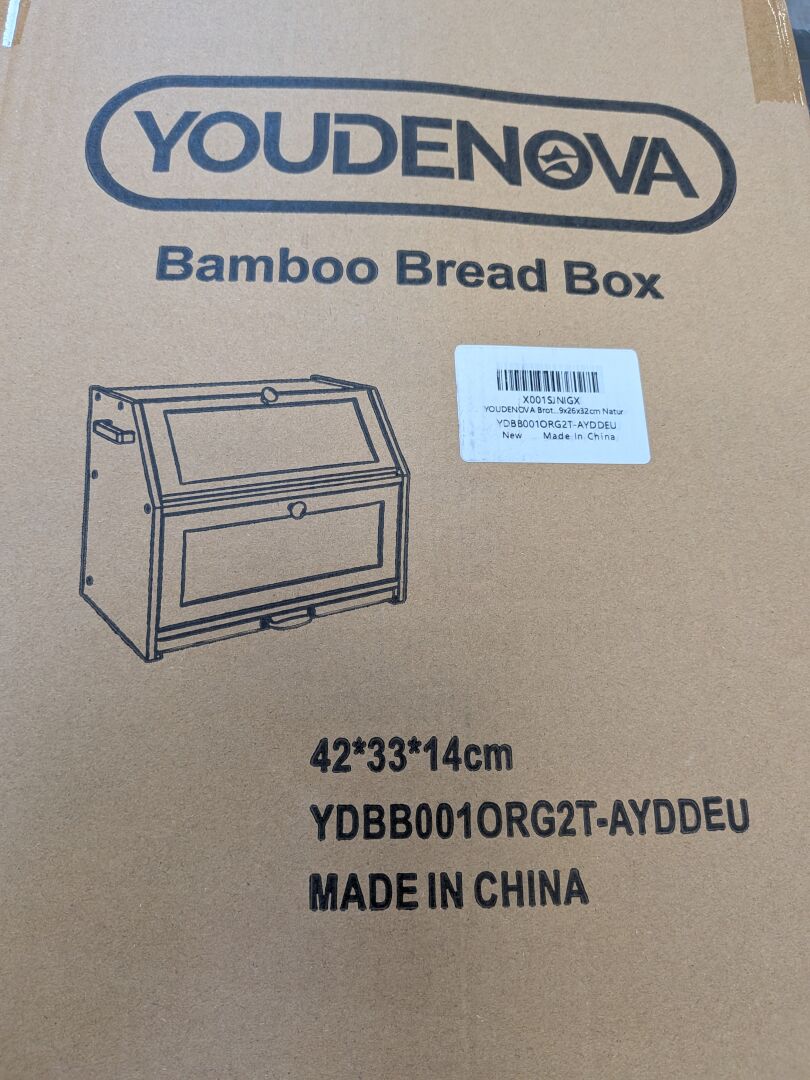 YOUDENOVA
Bamboo Bread Box
X001SJNIGX
YOUDENOVA Brot...9x26x32cm Natur
YDBB001ORG2T-AYDDEU
New Made In China
42*33*14cm
YDBB001ORG2T-AYDDEU
MADE IN CHINA